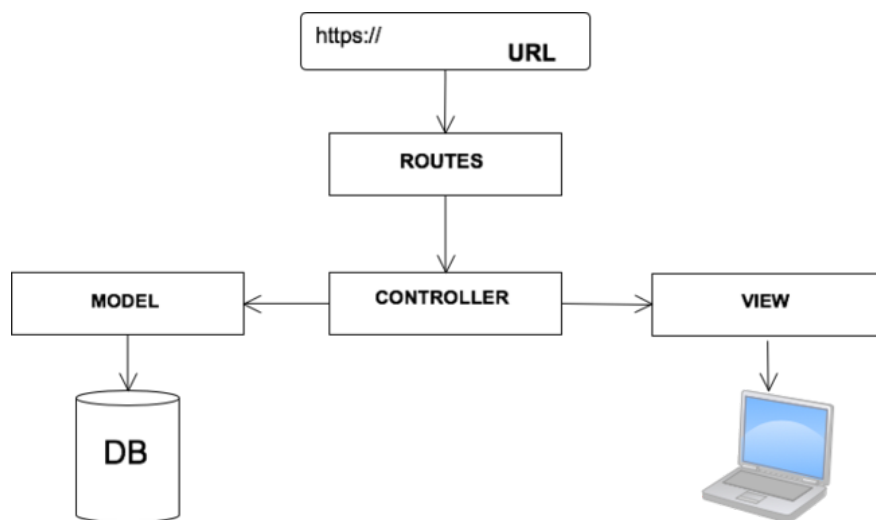 https://
URL
ROUTES
MODEL
CONTROLLER
VIEW
DB